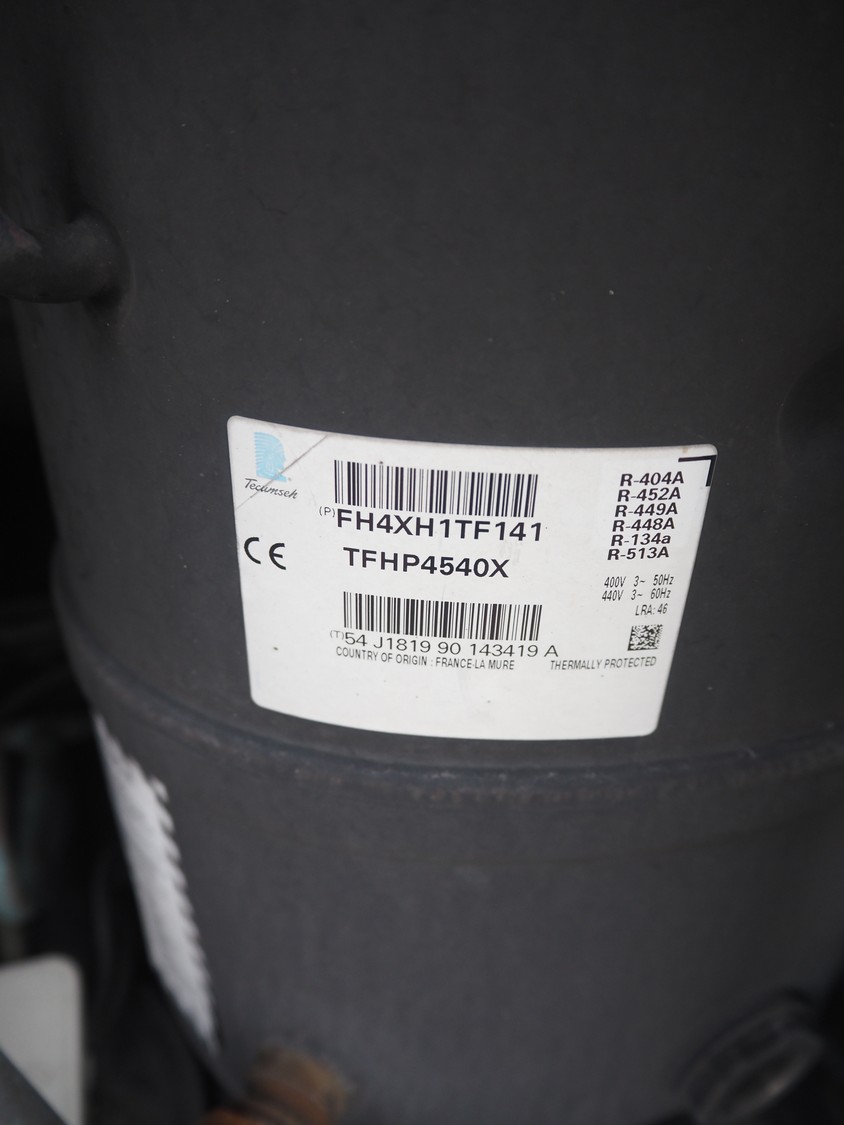 Tecumseh
(P)FH4XH1TF141
TFHP4540X
CE
(T)54 J1819 90 143419 A
COUNTRY OF ORIGIN : FRANCE-LA MURE
R-404A
R-452A
R-449A
R-448A
R-134a
R-513A
400V 3~ 50Hz
440V 3~ 60Hz
LRA: 46
THERMALLY PROTECTED